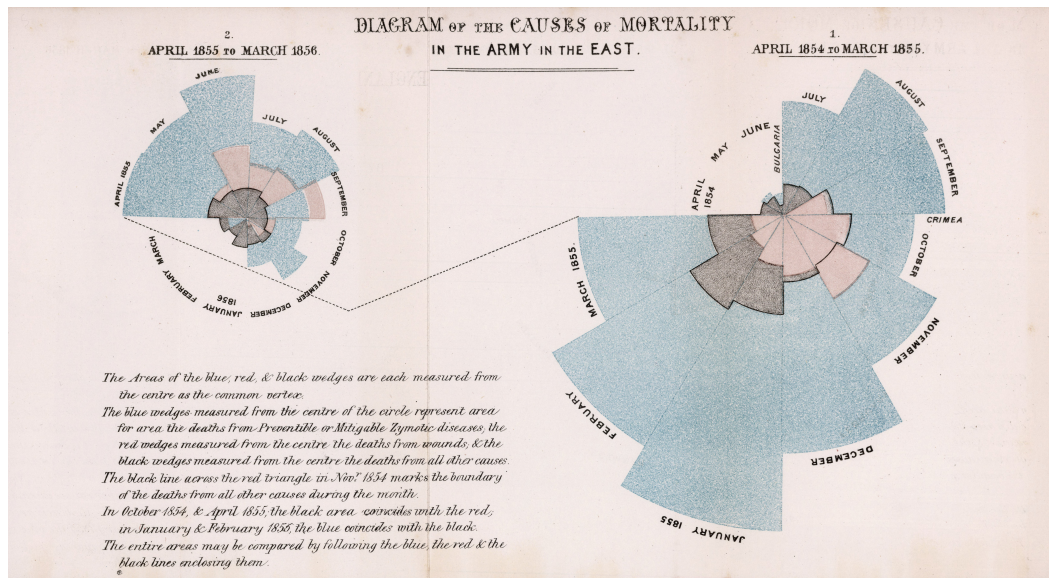 DIAGRAM OF THE CAUSES OF MORTALITY
IN THE ARMY IN THE EAST.
2.
APRIL 1855 TO MARCH 1856.
1.
APRIL 1854 TO MARCH 1855.
APRIL 1855
MAY
JUNE
JULY
AUGUST
SEPTEMBER
OCTOBER
NOVEMBER
DECEMBER
JANUARY
1856
FEBRUARY
MARCH
APRIL
1854
MAY
JUNE
BULGARIA
JULY
AUGUST
SEPTEMBER
CRIMEA
OCTOBER
NOVEMBER
DECEMBER
JANUARY 1855
FEBRUARY
MARCH 1855.
The Areas of the blue, red, & black wedges are each measured from
the centre as the common vertex.
The blue wedges measured from the centre of the circle represent area
for area the deaths from Preventible or Mitigable Zymotic diseases, the
red wedges measured from the centre the deaths from wounds, & the
black wedges measured from the centre the deaths from all other causes.
The black line across the red triangle in Novr. 1854 marks the boundary
of the deaths from all other causes during the month.
In October 1854, & April 1855, the black area coincides with the red;
in January & February 1855, the blue coincides with the black.
The entire areas may be compared by following the blue, the red & the
black lines enclosing them.